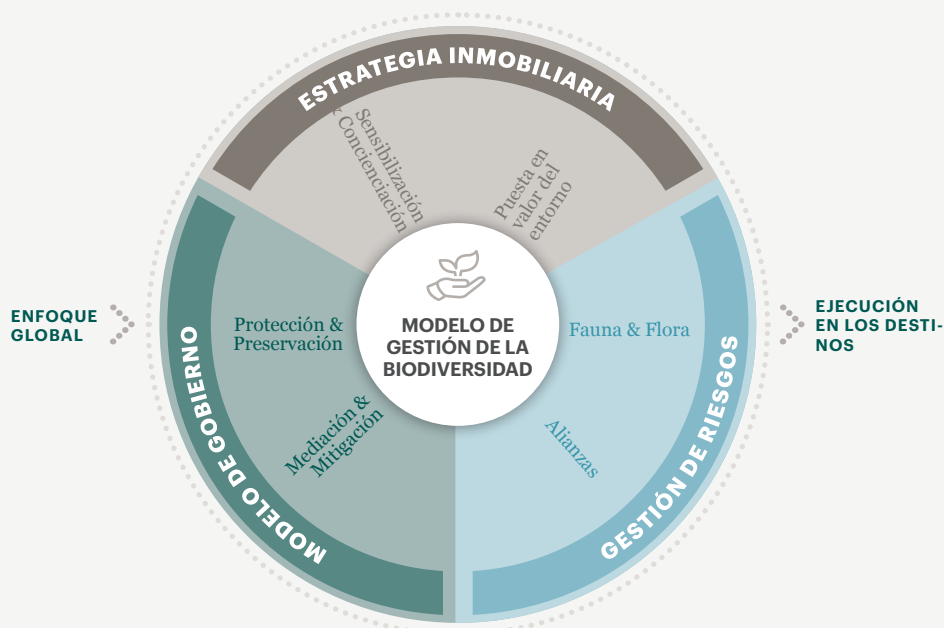 ESTRATEGIA INMOBILIARIA
Sensibilización
& Concienciación
Puesta en
valor del
entorno
ENFOQUE
GLOBAL
MODELO DE GOBIERNO
Protección &
Preservación
Mediación &
Mitigación
MODELO DE
GESTIÓN DE LA
BIODIVERSIDAD
Fauna & Flora
Alianzas
GESTIÓN DE RIESGOS
EJECUCIÓN
EN LOS DESTI-
NOS